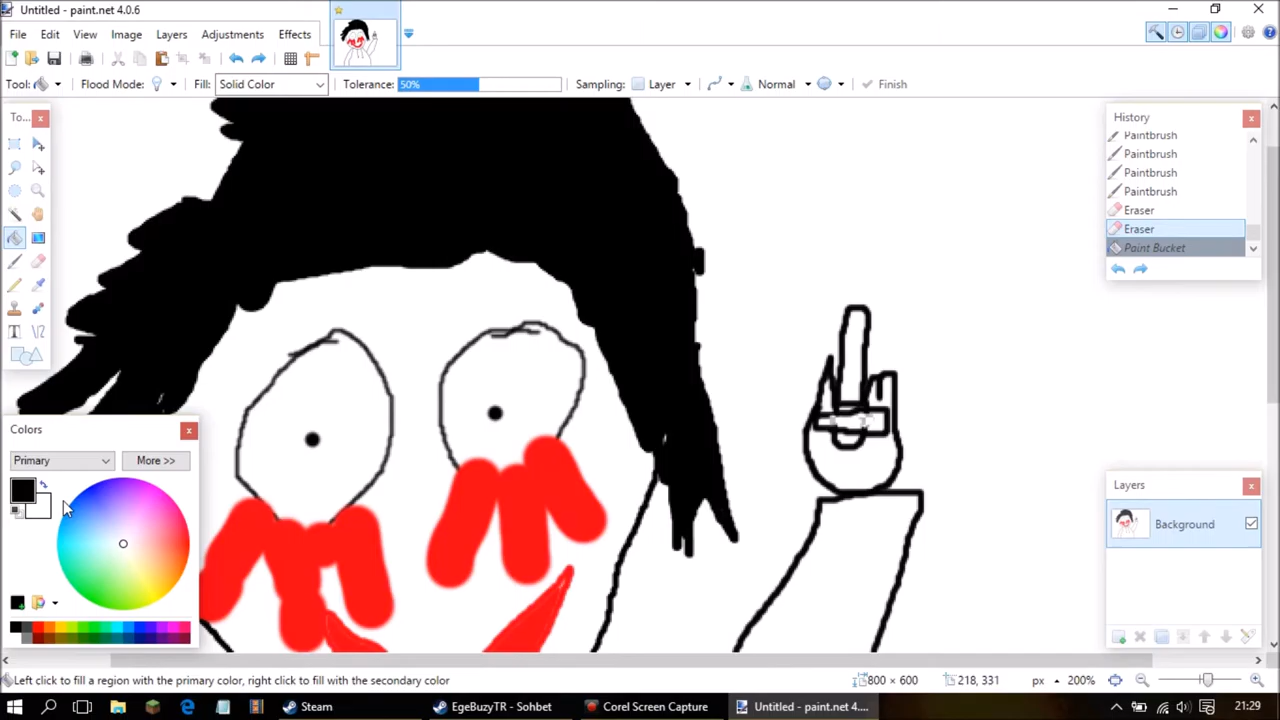 Untitled - paint.net 4.0.6
File Edit View Image Layers Adjustments Effects
Tool: Flood Mode: Fill: Solid Color Tolerance: 50% Sampling: Layer Normal Finish
To...
History
Paintbrush
Paintbrush
Paintbrush
Paintbrush
Eraser
Eraser
Paint Bucket
Colors
Primary More >>
Layers
Background
Left click to fill a region with the primary color, right click to fill with the secondary color 800 × 600 218, 331 px 200%
Steam EgeBuzyTR - Sohbet Corel Screen Capture Untitled - paint.net 4.... 21:29